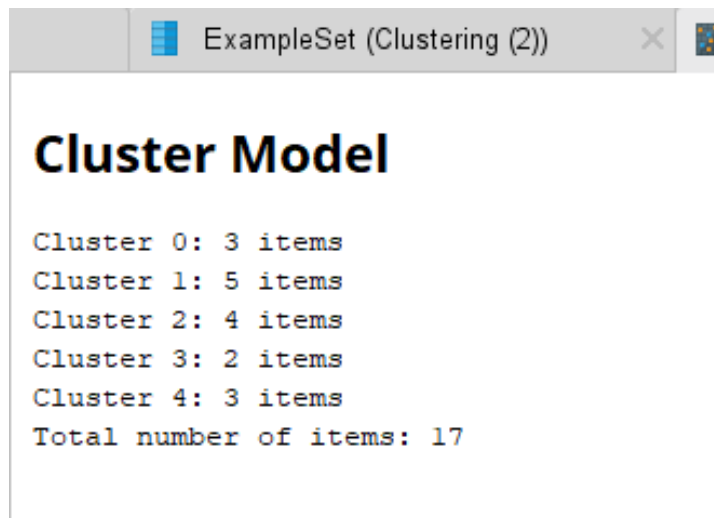 ExampleSet (Clustering (2))
Cluster Model
Cluster 0: 3 items
Cluster 1: 5 items
Cluster 2: 4 items
Cluster 3: 2 items
Cluster 4: 3 items
Total number of items: 17